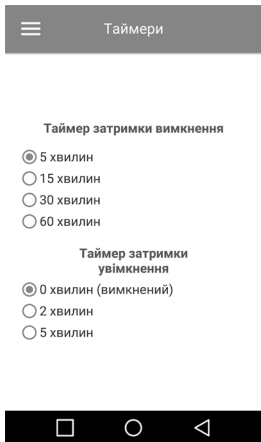 Таймери
Таймер затримки вимкнення
5 хвилин
15 хвилин
30 хвилин
60 хвилин
Таймер затримки
увімкнення
0 хвилин (вимкнений)
2 хвилин
5 хвилин